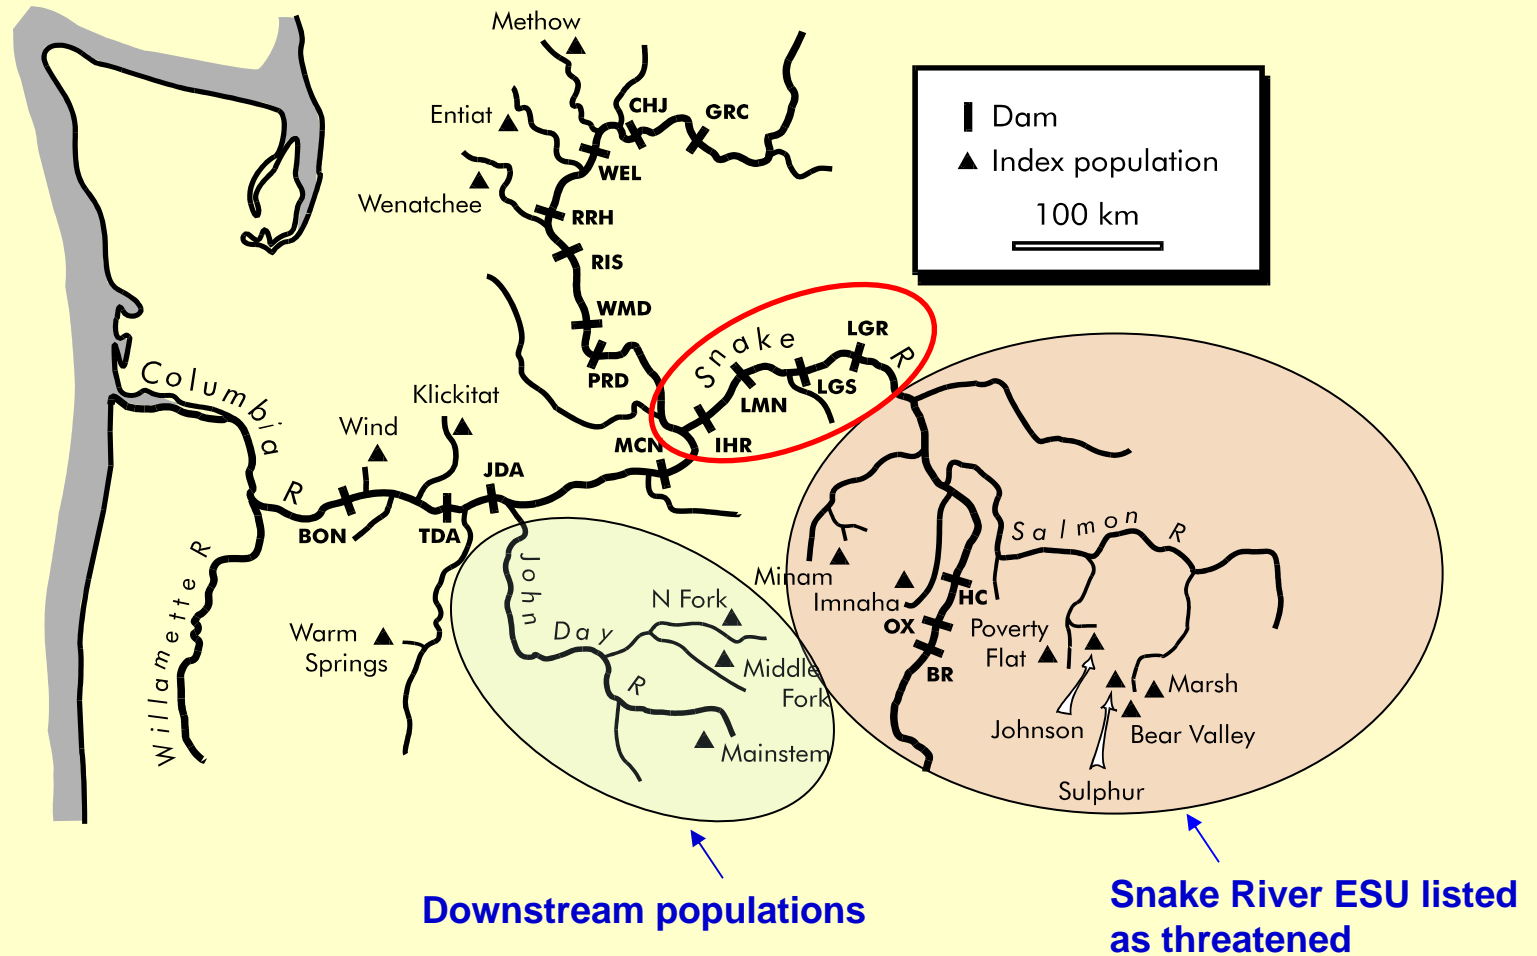 Methow
Entiat
CHJ
GRC
Dam
Index population
100 km
WEL
Wenatchee
RRH
RIS
WMD
PRD
Snake R
LGR
LGS
LMN
IHR
MCN
Columbia R
Klickitat
Wind
JDA
TDA
BON
Willamette R
Warm
Springs
John Day R
N Fork
Middle
Fork
Mainstem
Salmon R
Minam
Imnaha
HC
OX
BR
Poverty
Flat
Marsh
Johnson
Bear Valley
Sulphur
Downstream populations
Snake River ESU listed
as threatened